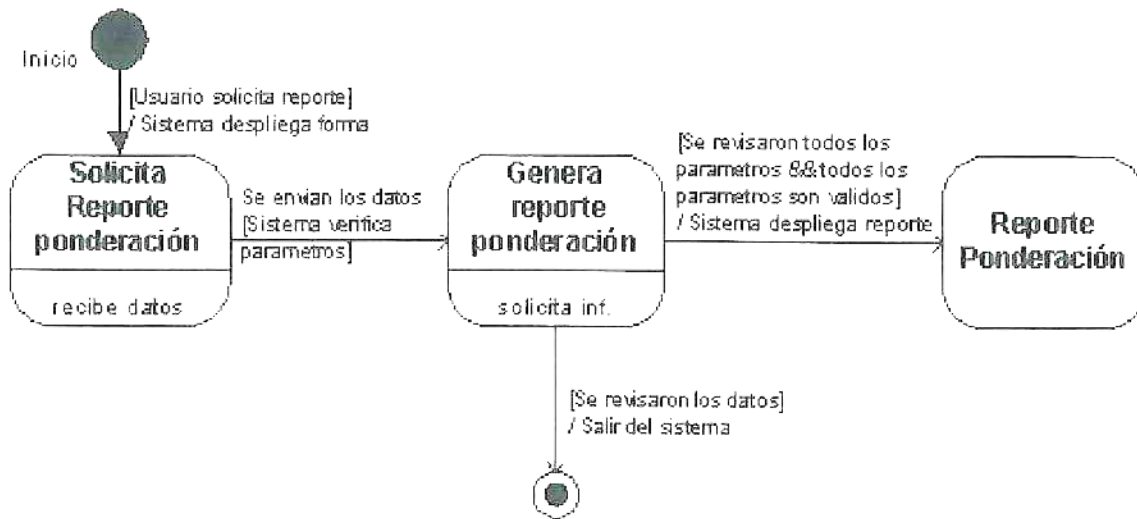 Inicio
[Usuario solicita reporte]
/ Sistema despliega forma
Solicita
Reporte
ponderación
recibe datos
Se envian los datos
[Sistema verifica
parametros]
Genera
reporte
ponderación
solicita inf.
[Se revisaron todos los
parametros && todos los
parametros son validos]
/ Sistema despliega reporte
Reporte
Ponderación
[Se revisaron los datos]
/ Salir del sistema